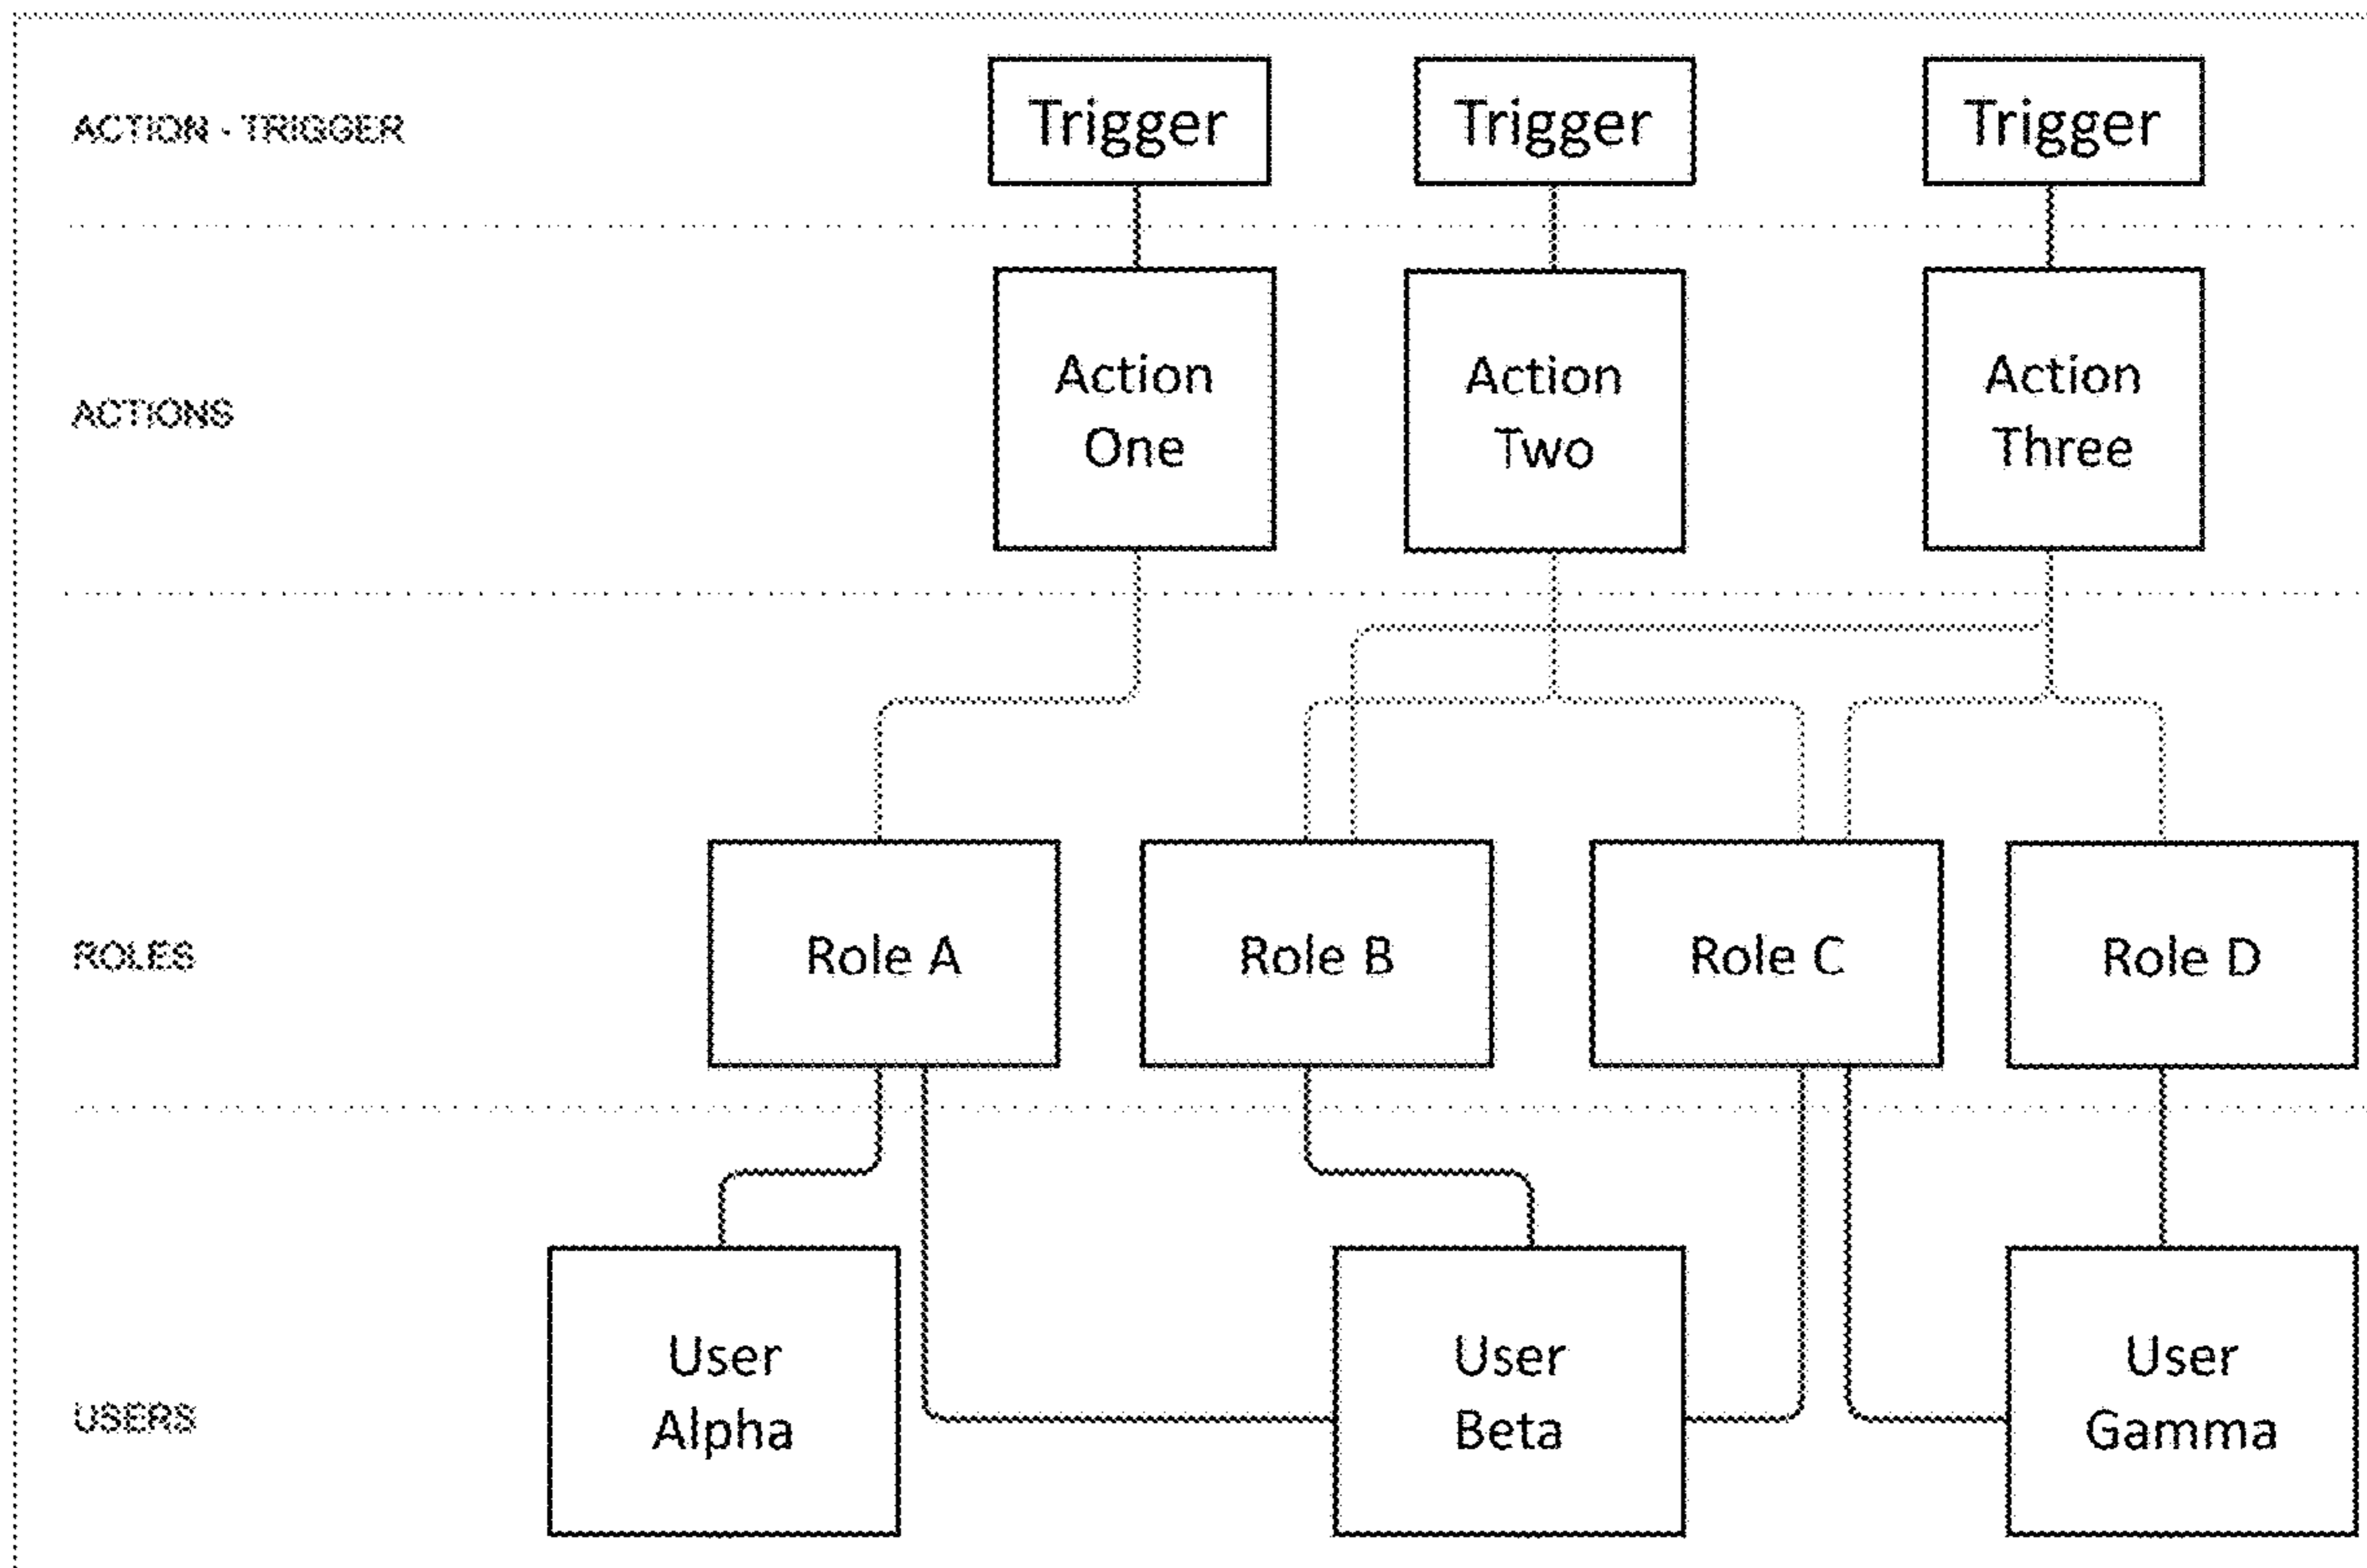 ACTION - TRIGGER
Trigger
Trigger
Trigger
ACTIONS
Action
One
Action
Two
Action
Three
ROLES
Role A
Role B
Role C
Role D
USERS
User
Alpha
User
Beta
User
Gamma